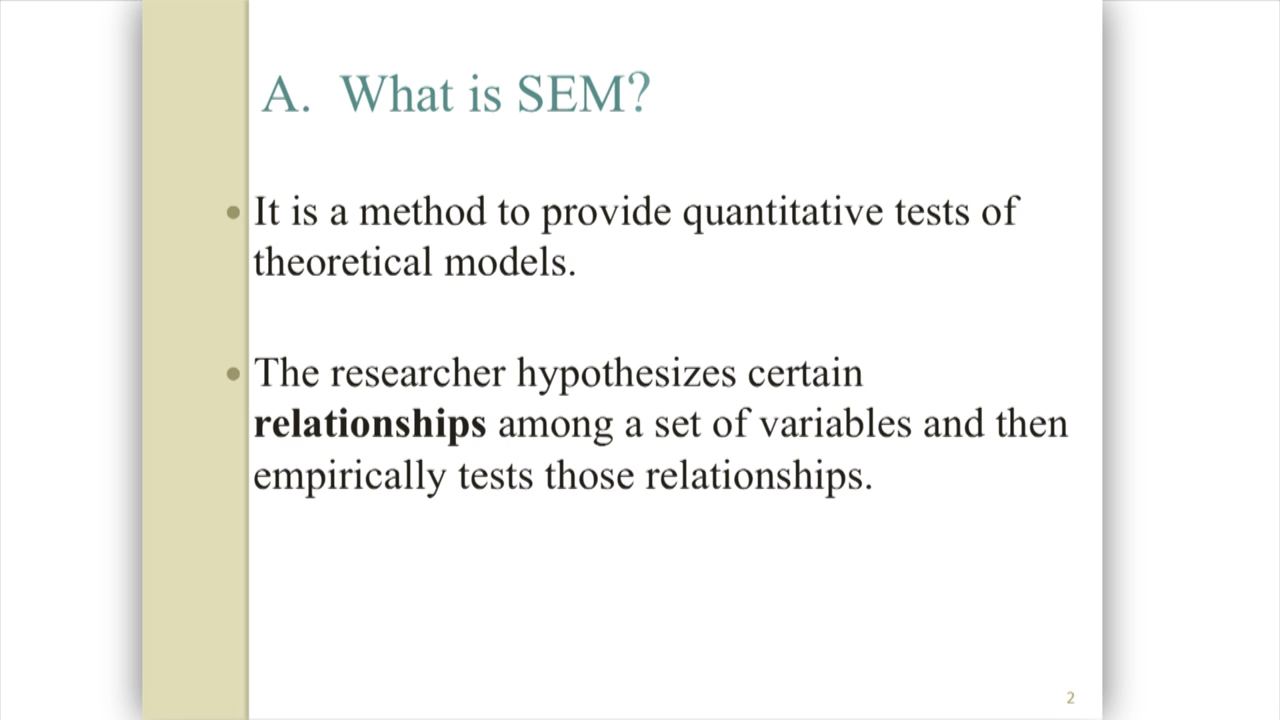 A. What is SEM?
• It is a method to provide quantitative tests of
theoretical models.
• The researcher hypothesizes certain
relationships among a set of variables and then
empirically tests those relationships.
2